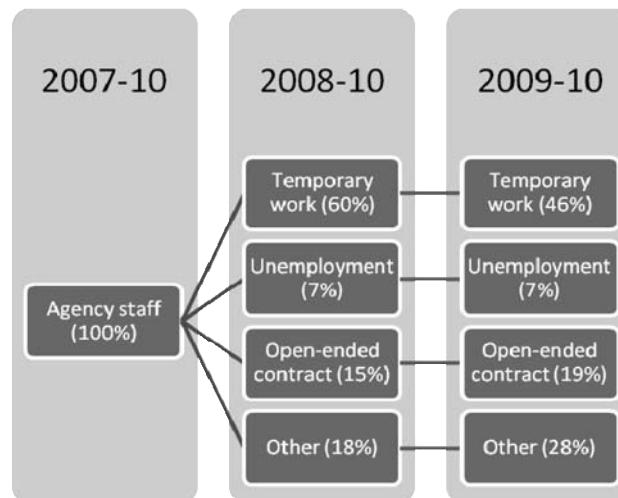 2007-10
2008-10
2009-10
Agency staff
(100%)
Temporary
work (60%)
Unemployment
(7%)
Open-ended
contract (15%)
Other (18%)
Temporary
work (46%)
Unemployment
(7%)
Open-ended
contract (19%)
Other (28%)